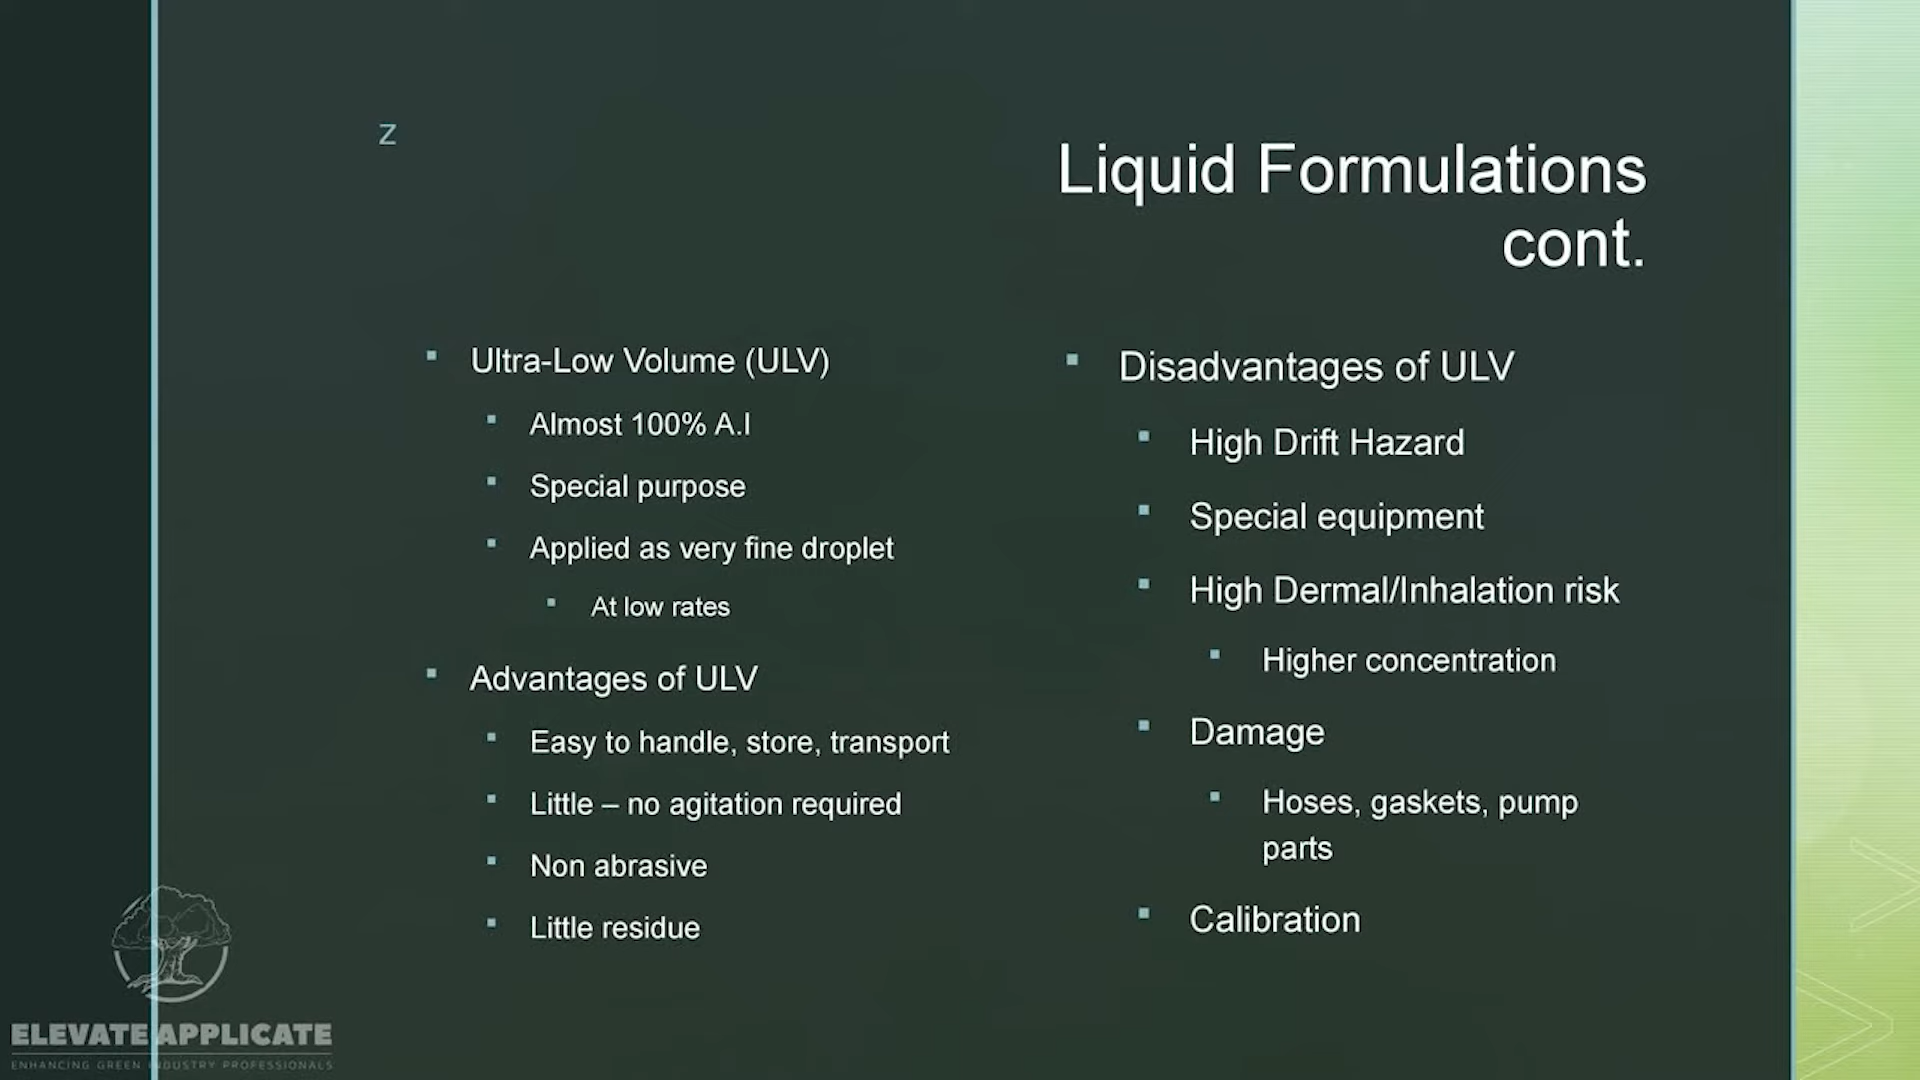 z
Liquid Formulations
cont.
Ultra-Low Volume (ULV)
Almost 100% A.I
Special purpose
Applied as very fine droplet
At low rates
Advantages of ULV
Easy to handle, store, transport
Little – no agitation required
Non abrasive
Little residue
Disadvantages of ULV
High Drift Hazard
Special equipment
High Dermal/Inhalation risk
Higher concentration
Damage
Hoses, gaskets, pump
parts
Calibration
ELEVATE APPLICATE
ENHANCING GREEN INDUSTRY PROFESSIONALS